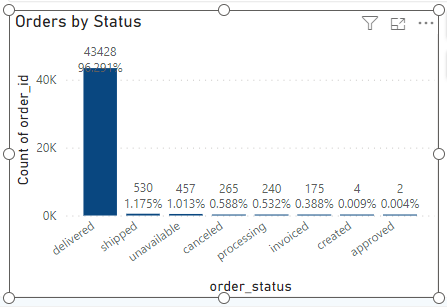 Orders by Status
Count of order_id
40K
20K
0K
43428
96.291%
530
1.175%
457
1.013%
265
0.588%
240
0.532%
175
0.388%
4
0.009%
2
0.004%
delivered
shipped
unavailable
canceled
processing
invoiced
created
approved
order_status